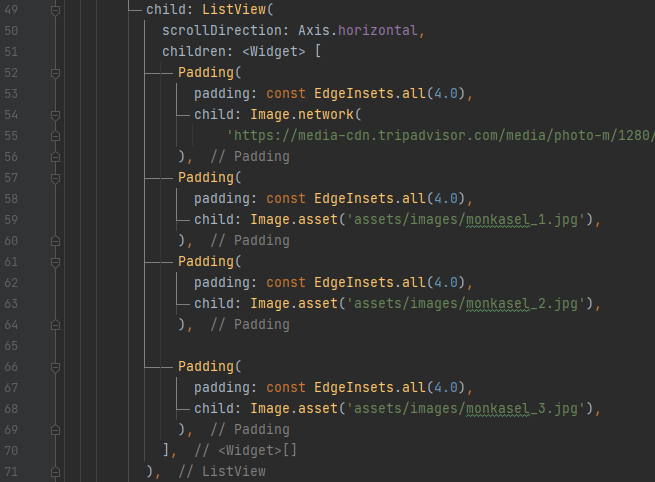 49 child: ListView(
50 scrollDirection: Axis.horizontal,
51 children: <Widget> [
52 Padding(
53 padding: const EdgeInsets.all(4.0),
54 child: Image.network(
55 'https://media-cdn.tripadvisor.com/media/photo-m/1280/
56 ), // Padding
57 Padding(
58 padding: const EdgeInsets.all(4.0),
59 child: Image.asset('assets/images/monkasel_1.jpg'),
60 ), // Padding
61 Padding(
62 padding: const EdgeInsets.all(4.0),
63 child: Image.asset('assets/images/monkasel_2.jpg'),
64 ), // Padding
65
66 Padding(
67 padding: const EdgeInsets.all(4.0),
68 child: Image.asset('assets/images/monkasel_3.jpg'),
69 ), // Padding
70 ], // <Widget>[]
71 ), // ListView